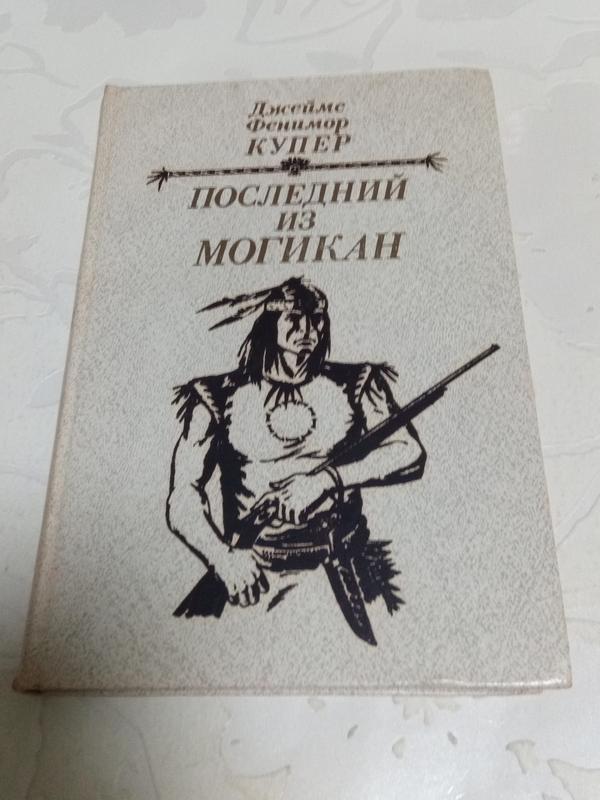 Джеймс
Фенимор
КУПЕР
ПОСЛЕДНИЙ
ИЗ
МОГИКАН